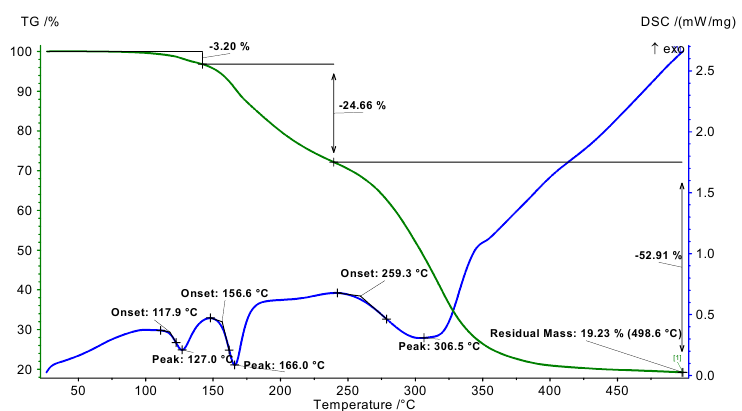 TG /%
DSC /(mW/mg)
↑ exo
100
90
80
70
60
50
40
30
20
2.5
2.0
1.5
1.0
0.5
0.0
-3.20 %
-24.66 %
-52.91 %
Onset: 259.3 °C
Onset: 156.6 °C
Onset: 117.9 °C
Residual Mass: 19.23 % (498.6 °C)
Peak: 306.5 °C
Peak: 127.0 °C
Peak: 166.0 °C
[1]
50 100 150 200 250 300 350 400 450
Temperature /°C